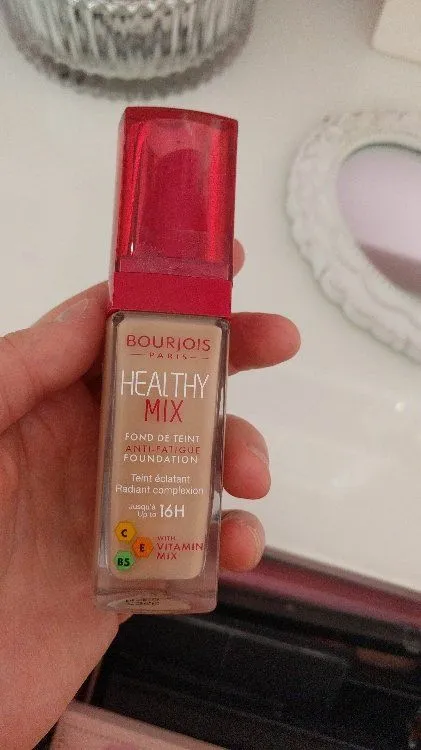 BOURJOIS
PARIS
HEALTHY
MIX
FOND DE TEINT
ANTI-FATIGUE
FOUNDATION
Teint éclatant
Radiant complexion
Jusqu'à
Up to 16H
C
E
B5
WITH
VITAMIN
MIX